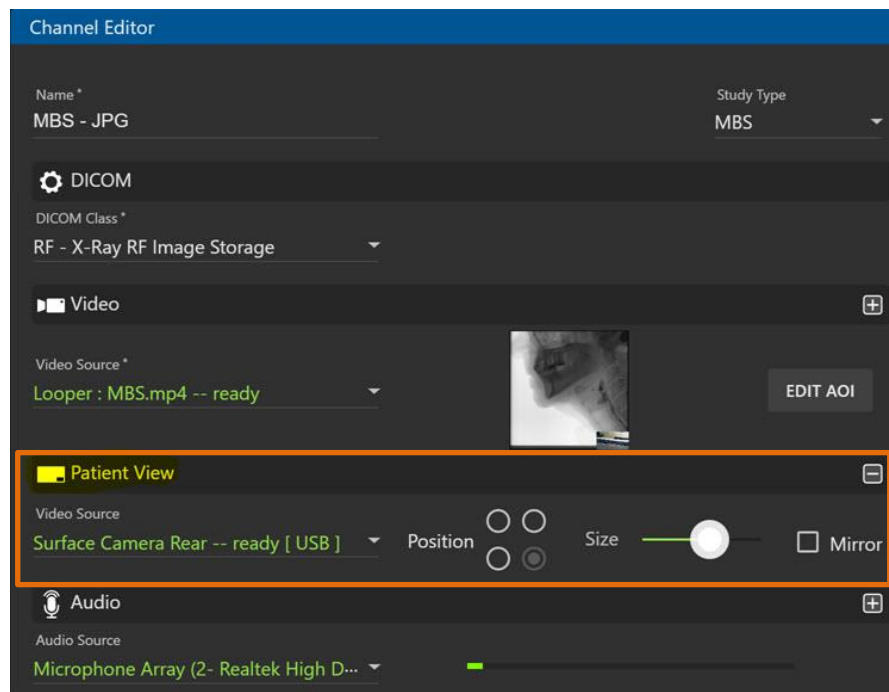 Channel Editor
Name *
Study Type
MBS - JPG
MBS
DICOM
DICOM Class *
RF - X-Ray RF Image Storage
Video
Video Source *
Looper : MBS.mp4 -- ready
EDIT AOI
Patient View
Video Source
Surface Camera Rear -- ready [ USB ]
Position
Size
Mirror
Audio
Audio Source
Microphone Array (2- Realtek High D···